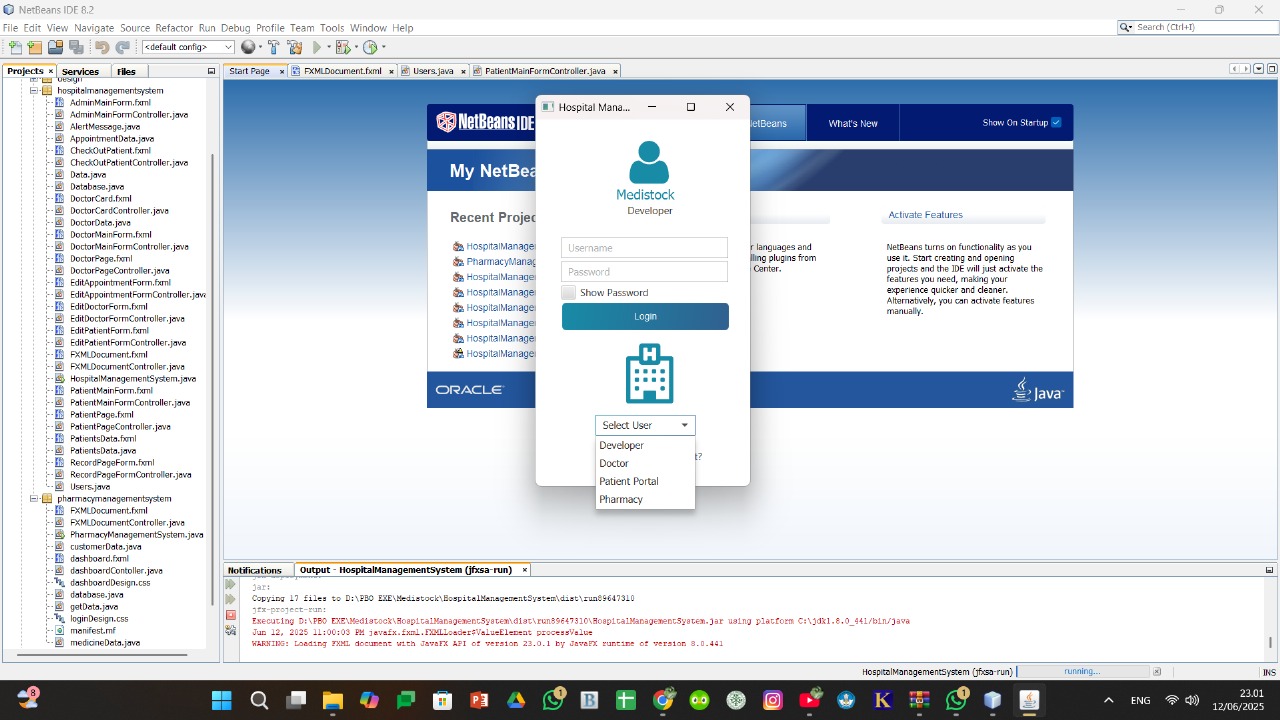 NetBeans IDE 8.2
File Edit View Navigate Source Refactor Run Debug Profile Team Tools Window Help
Search (Ctrl+I)
<default config>
Projects Services Files
Start Page FXMLDocument.fxml Users.java PatientMainFormController.java
design
hospitalmanagementsystem
AdminMainForm.fxml
AdminMainFormController.java
AlertMessage.java
AppointmentData.java
CheckOutPatient.fxml
CheckOutPatientController.java
Data.java
Database.java
DoctorCard.fxml
DoctorCardController.java
DoctorData.java
DoctorMainForm.fxml
DoctorMainFormController.java
DoctorPage.fxml
DoctorPageController.java
EditAppointmentForm.fxml
EditAppointmentFormController.java
EditDoctorForm.fxml
EditDoctorFormController.java
EditPatientForm.fxml
EditPatientFormController.java
FXMLDocument.fxml
FXMLDocumentController.java
HospitalManagementSystem.java
PatientMainForm.fxml
PatientMainFormController.java
PatientPage.fxml
PatientPageController.java
PatientsData.fxml
PatientsData.java
RecordPageForm.fxml
RecordPageFormController.java
Users.java
pharmacymanagementsystem
FXMLDocument.fxml
FXMLDocumentController.java
PharmacyManagementSystem.java
customerData.java
dashboard.fxml
dashboardContoller.java
dashboardDesign.css
database.java
getData.java
loginDesign.css
manifest.mf
medicineData.java
NetBeans IDE
etBeans
What's New
Show On Startup
My NetBea
Recent Projec
HospitalManagem
PharmacyManage
HospitalManagem
HospitalManagem
HospitalManagem
HospitalManagem
HospitalManagem
HospitalManagem
r languages and
lling plugins from
Center.
Activate Features
NetBeans turns on functionality as you
use it. Start creating and opening
projects and the IDE will just activate the
features you need, making your
experience quicker and cleaner.
Alternatively, you can activate features
manually.
ORACLE
Java
Hospital Mana...
Medistock
Developer
Username
Password
Show Password
Login
H
Select User
Developer
t?
Doctor
Patient Portal
Pharmacy
Notifications Output - HospitalManagementSystem (jfxsa-run)
jar:
Copying 17 files to D:\PBO EXE\Medistock\HospitalManagementSystem\dist\run89647310
jfx-project-run:
Executing D:\PBO EXE\Medistock\HospitalManagementSystem\dist\run89647310\HospitalManagementSystem.jar using platform C:\jdk1.8.0_441/bin/java
Jun 12, 2025 11:00:03 PM javafx.fxml.FXMLLoader$ValueElement processValue
WARNING: Loading FXML document with JavaFX API of version 23.0.1 by JavaFX runtime of version 8.0.441
HospitalManagementSystem (jfxsa-run) running... INS
8
1
1
ENG
23.01
12/06/2025